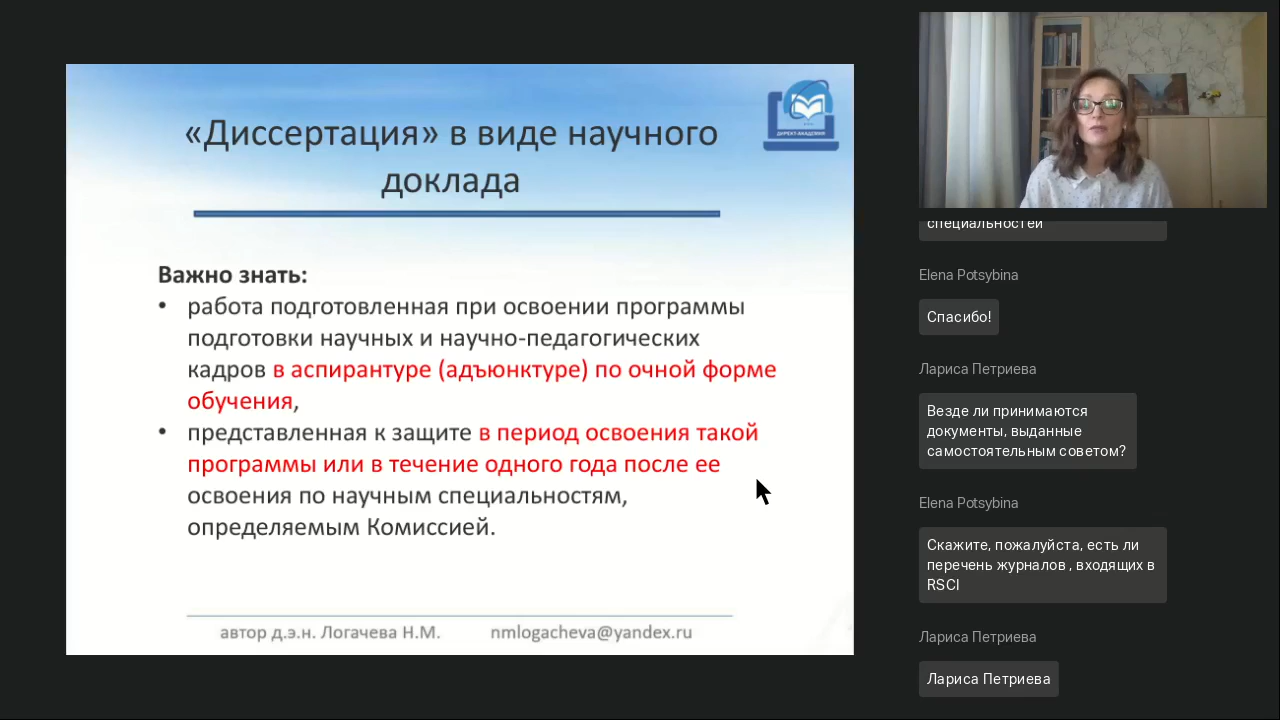 «Диссертация» в виде научного
доклада
ДИРЕКТ-АКАДЕМИЯ
Важно знать:
• работа подготовленная при освоении программы
подготовки научных и научно-педагогических
кадров в аспирантуре (адъюнктуре) по очной форме
обучения,
• представленная к защите в период освоения такой
программы или в течение одного года после ее
освоения по научным специальностям,
определяемым Комиссией.
автор д.э.н. Логачева Н.М. nmlogacheva@yandex.ru
специальностей
Elena Potsybina
Спасибо!
Лариса Петриева
Везде ли принимаются
документы, выданные
самостоятельным советом?
Elena Potsybina
Скажите, пожалуйста, есть ли
перечень журналов , входящих в
RSCI
Лариса Петриева
Лариса Петриева